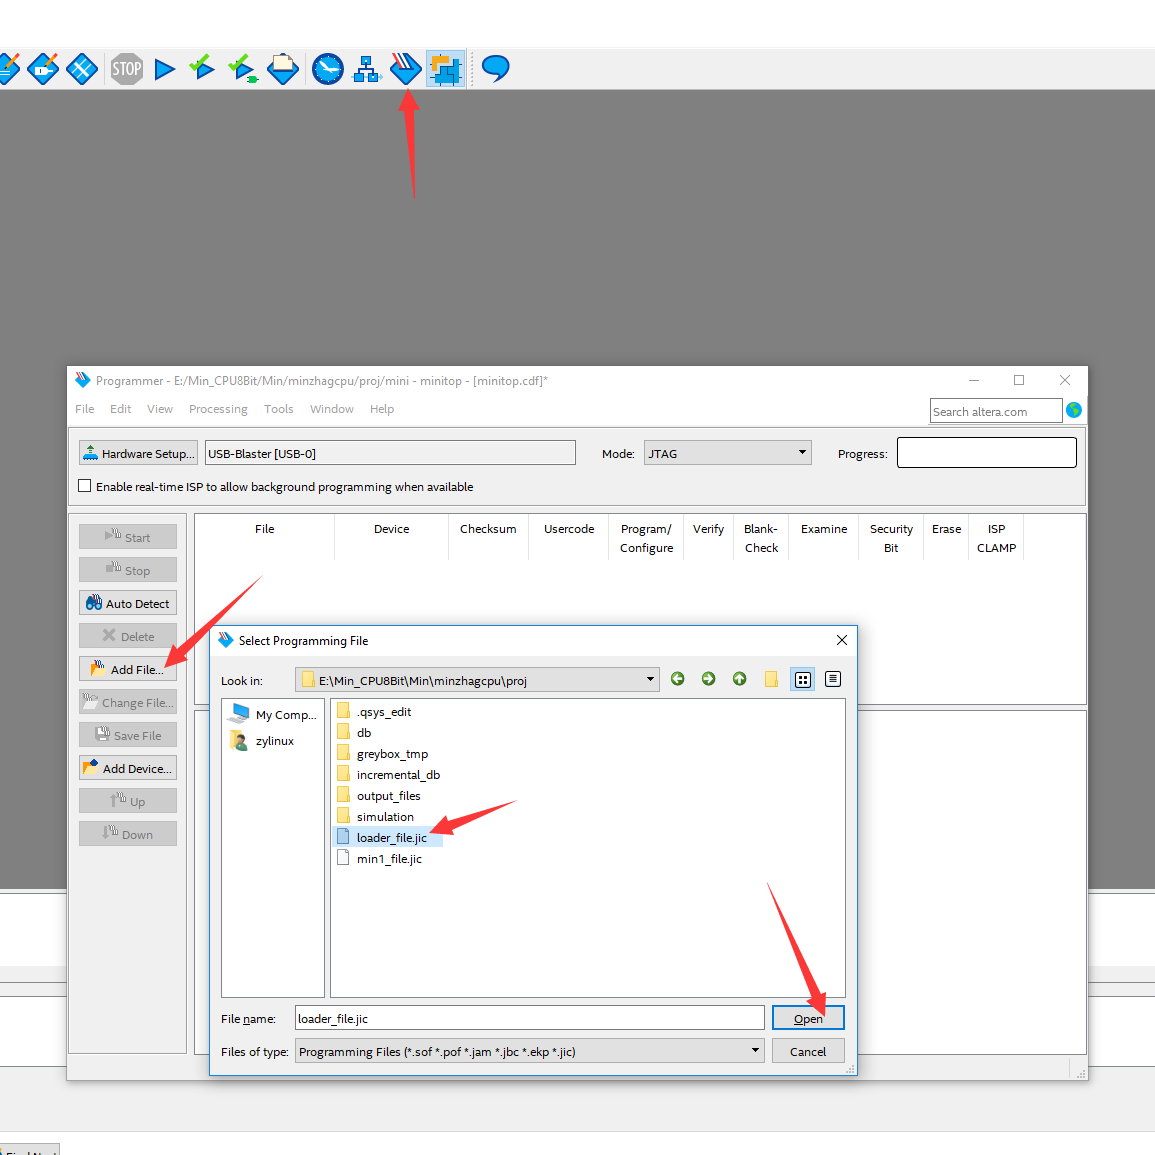 STOP
Programmer - E:/Min_CPU8Bit/Min/minzhagcpu/proj/mini - minitop - [minitop.cdf]*
File Edit View Processing Tools Window Help
Search altera.com
Hardware Setup... USB-Blaster [USB-0] Mode: JTAG Progress:
Enable real-time ISP to allow background programming when available
Start
Stop
Auto Detect
Delete
Add File...
Change File...
Save File
Add Device...
Up
Down
File Device Checksum Usercode Program/ Verify Blank- Examine Security Erase ISP
Configure Check Bit CLAMP
Select Programming File
Look in: E:\Min_CPU8Bit\Min\minzhagcpu\proj
My Comp...
zylinux
.qsys_edit
db
greybox_tmp
incremental_db
output_files
simulation
loader_file.jic
min1_file.jic
File name: loader_file.jic Open
Files of type: Programming Files (*.sof *.pof *.jam *.jbc *.ekp *.jic) Cancel